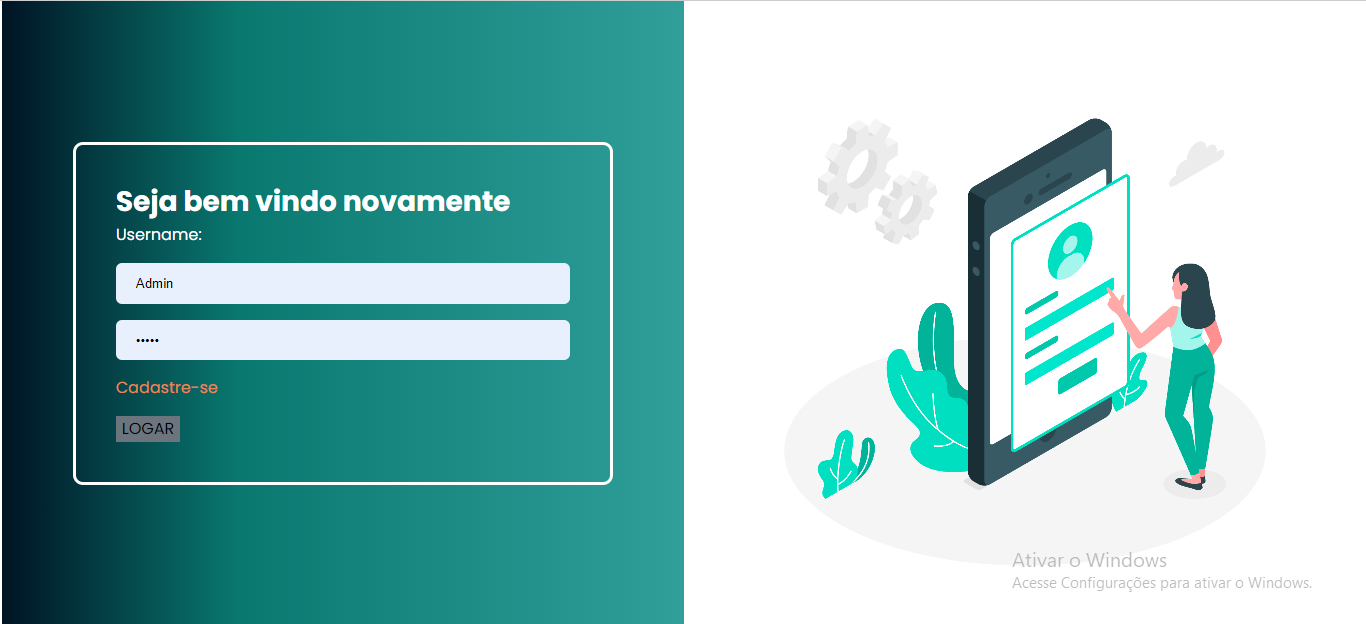 Seja bem vindo novamente
Username:
Admin
•••••
Cadastre-se
LOGAR
Ativar o Windows
Acesse Configurações para ativar o Windows.